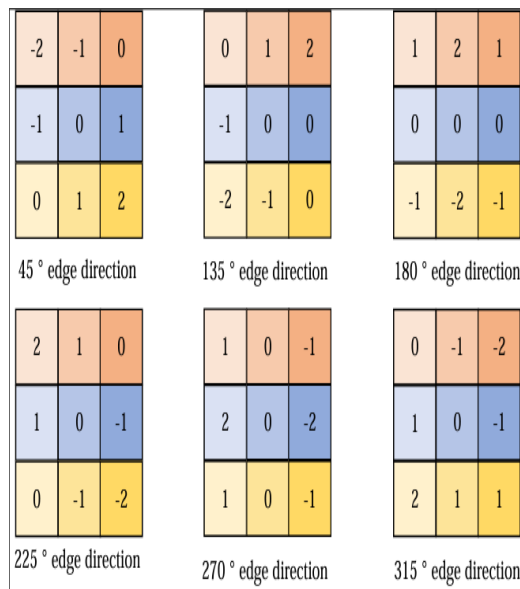 -2 -1 0 0 1 2 1 2 1
-1 0 1 -1 0 0 0 0 0
0 1 2 -2 -1 0 -1 -2 -1
45 ° edge direction 135 ° edge direction 180 ° edge direction
2 1 0 1 0 -1 0 -1 -2
1 0 -1 2 0 -2 1 0 -1
0 -1 -2 1 0 -1 2 1 1
225 ° edge direction 270 ° edge direction 315 ° edge direction